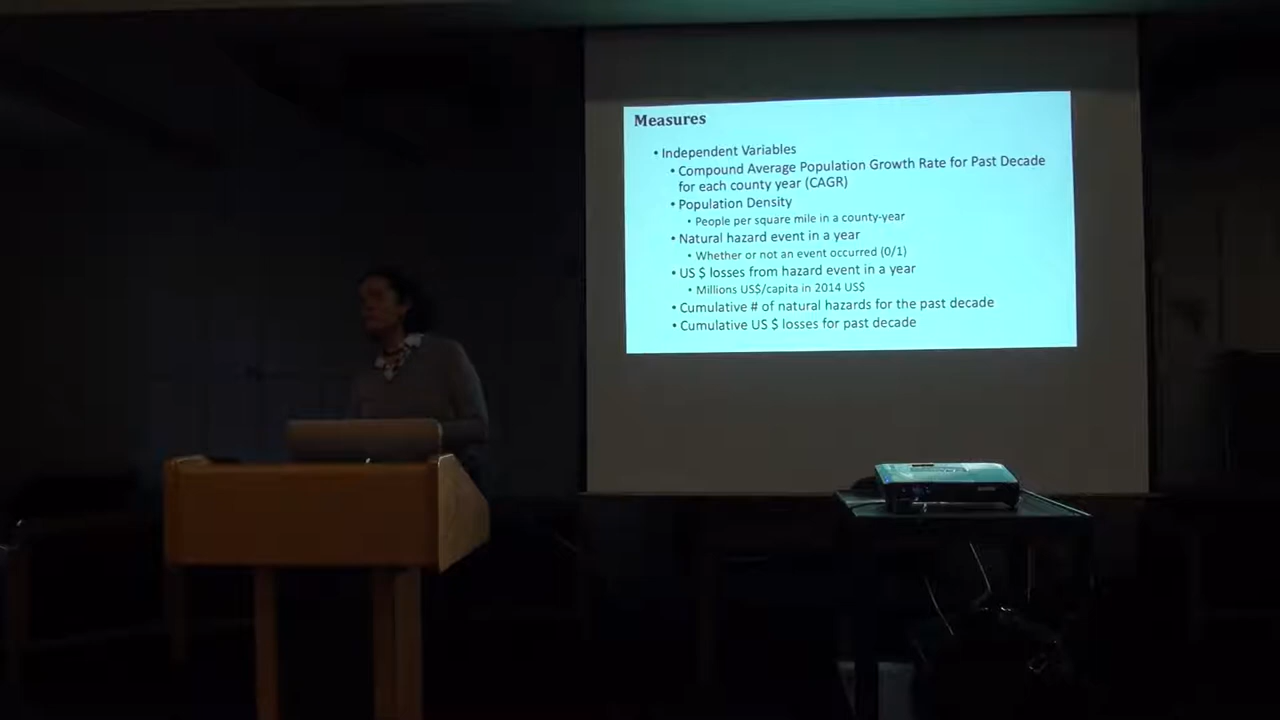 Measures
• Independent Variables
• Compound Average Population Growth Rate for Past Decade
for each county year (CAGR)
• Population Density
• People per square mile in a county-year
• Natural hazard event in a year
• Whether or not an event occurred (0/1)
• US $ losses from hazard event in a year
• Millions US$/capita in 2014 US$
• Cumulative # of natural hazards for the past decade
• Cumulative US $ losses for past decade